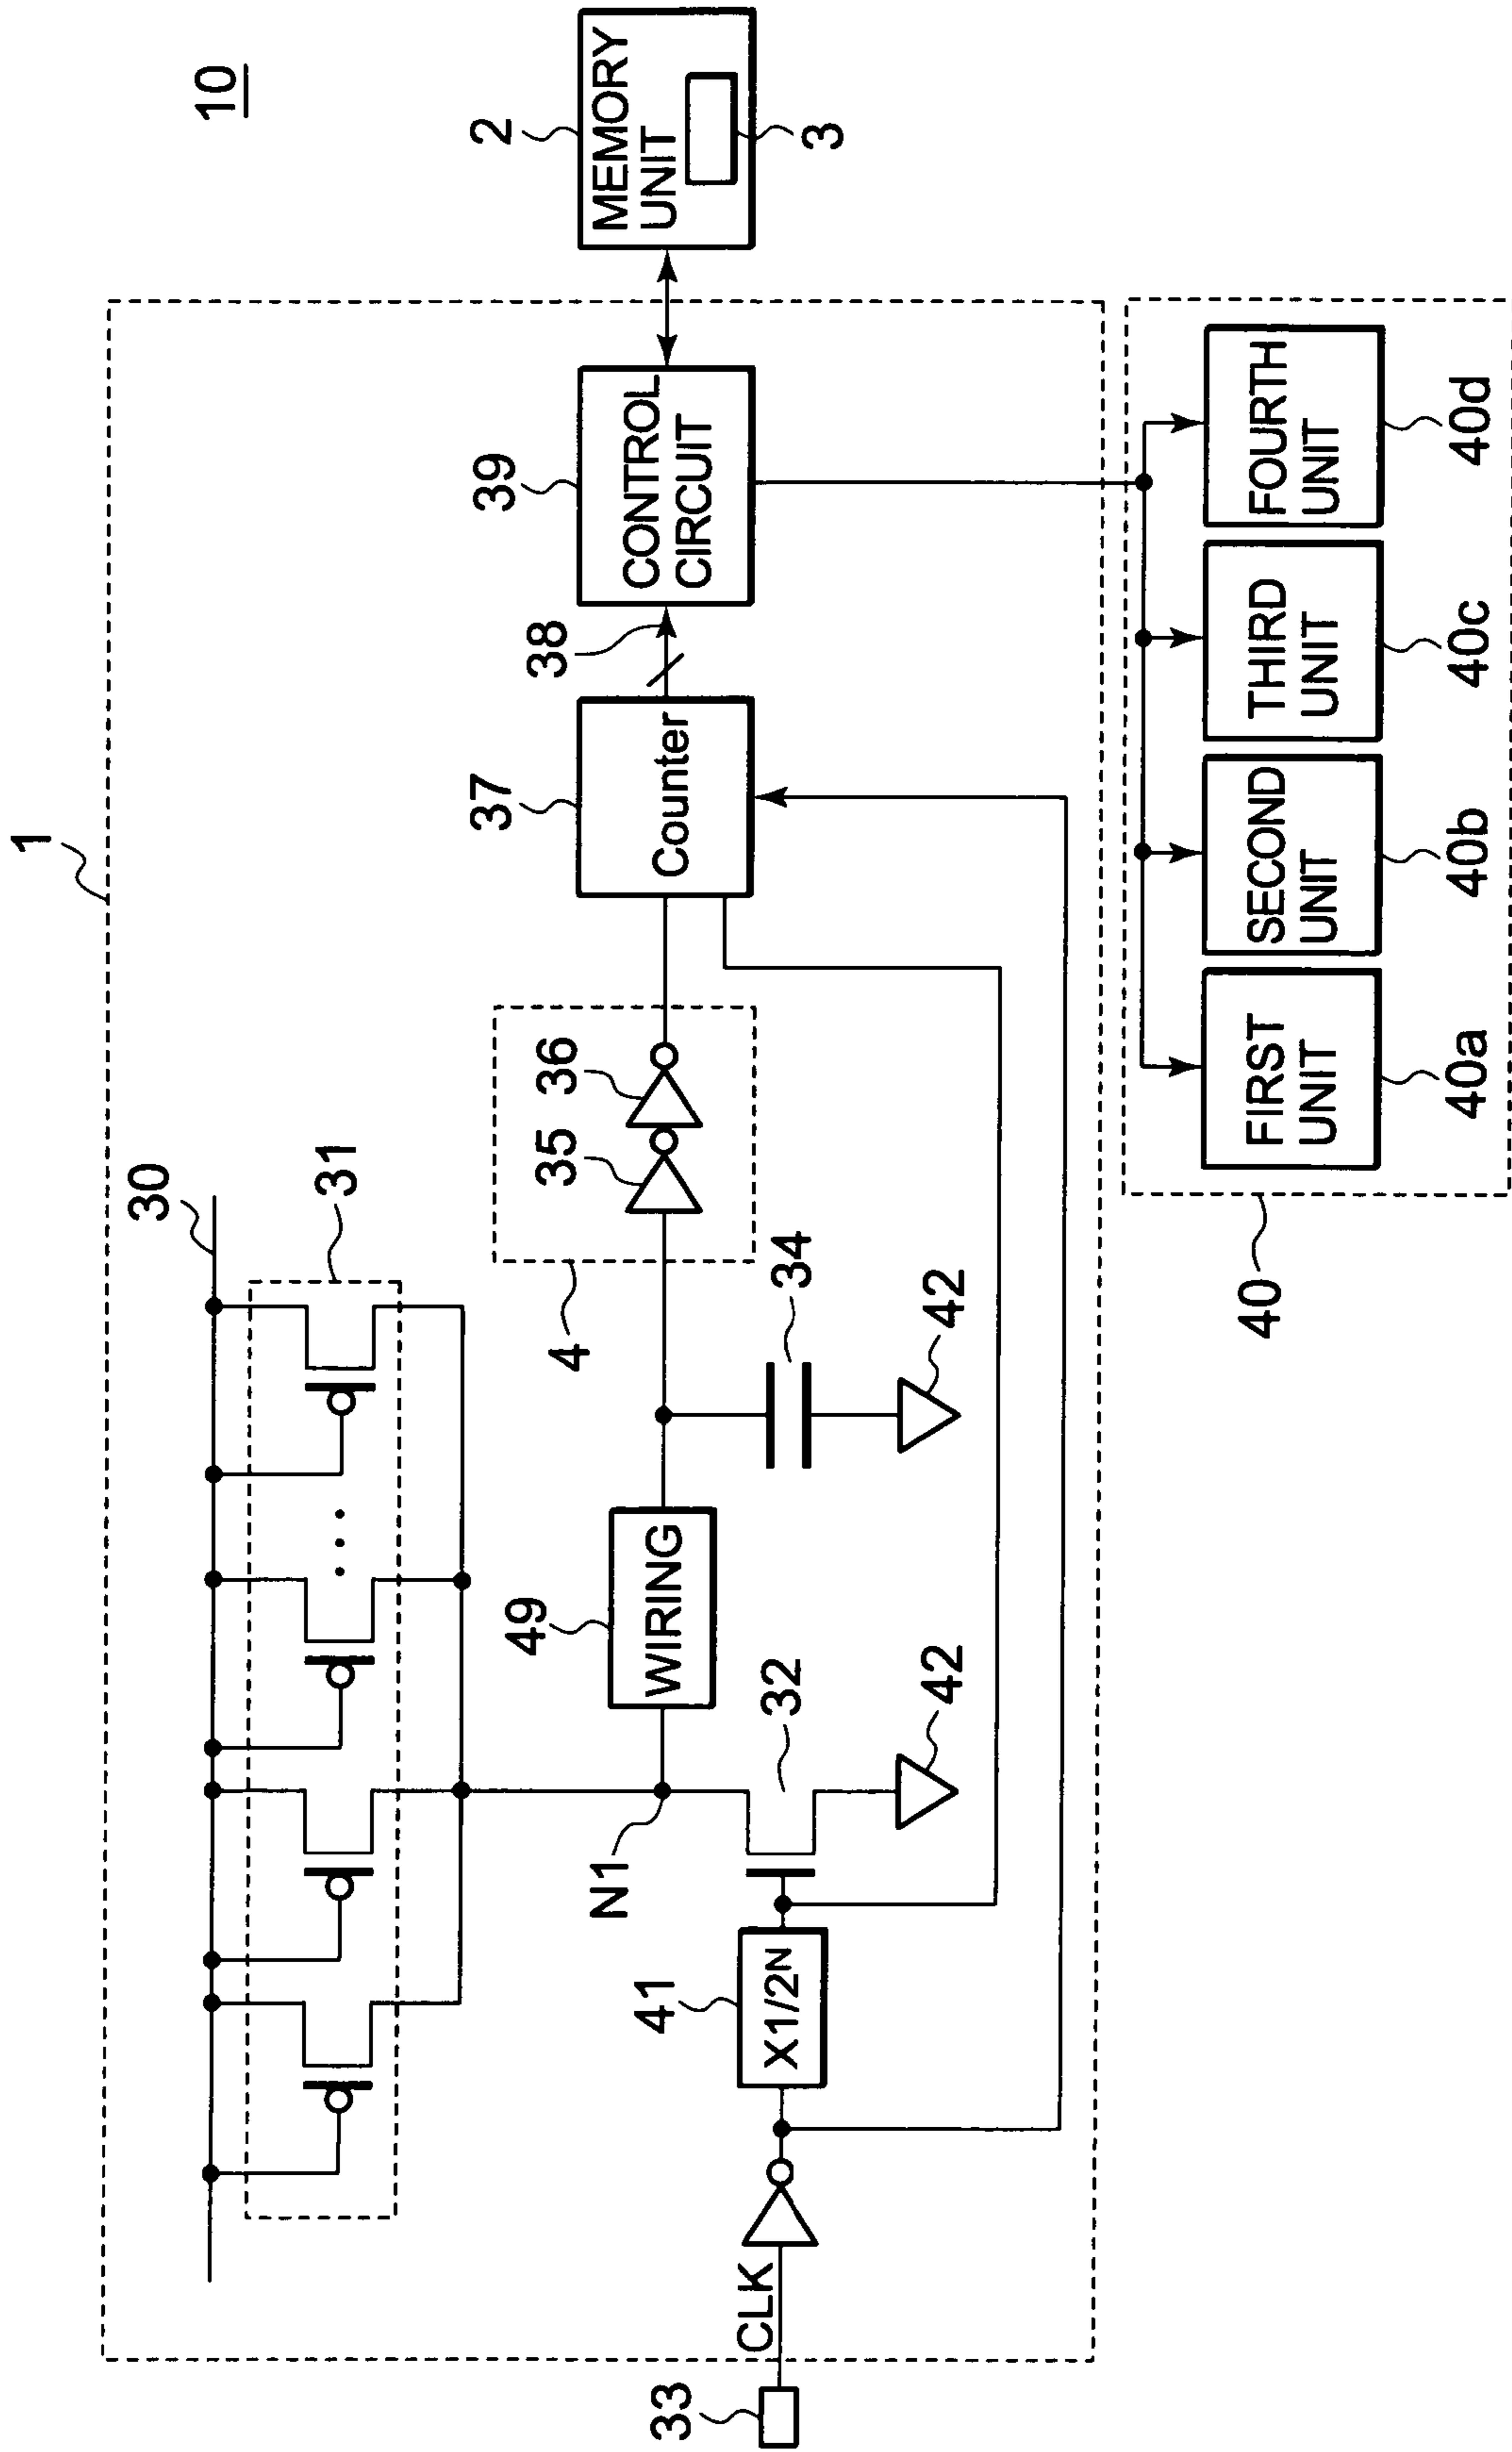 10
1
30
31
2
MEMORY
UNIT
3
39
CONTROL
CIRCUIT
38
37
Counter
36
35
4
34
42
49
WIRING
N1
32
42
41
X1/2N
CLK
33
40
FIRST
UNIT
40a
SECOND
UNIT
40b
THIRD
UNIT
40c
FOURTH
UNIT
40d